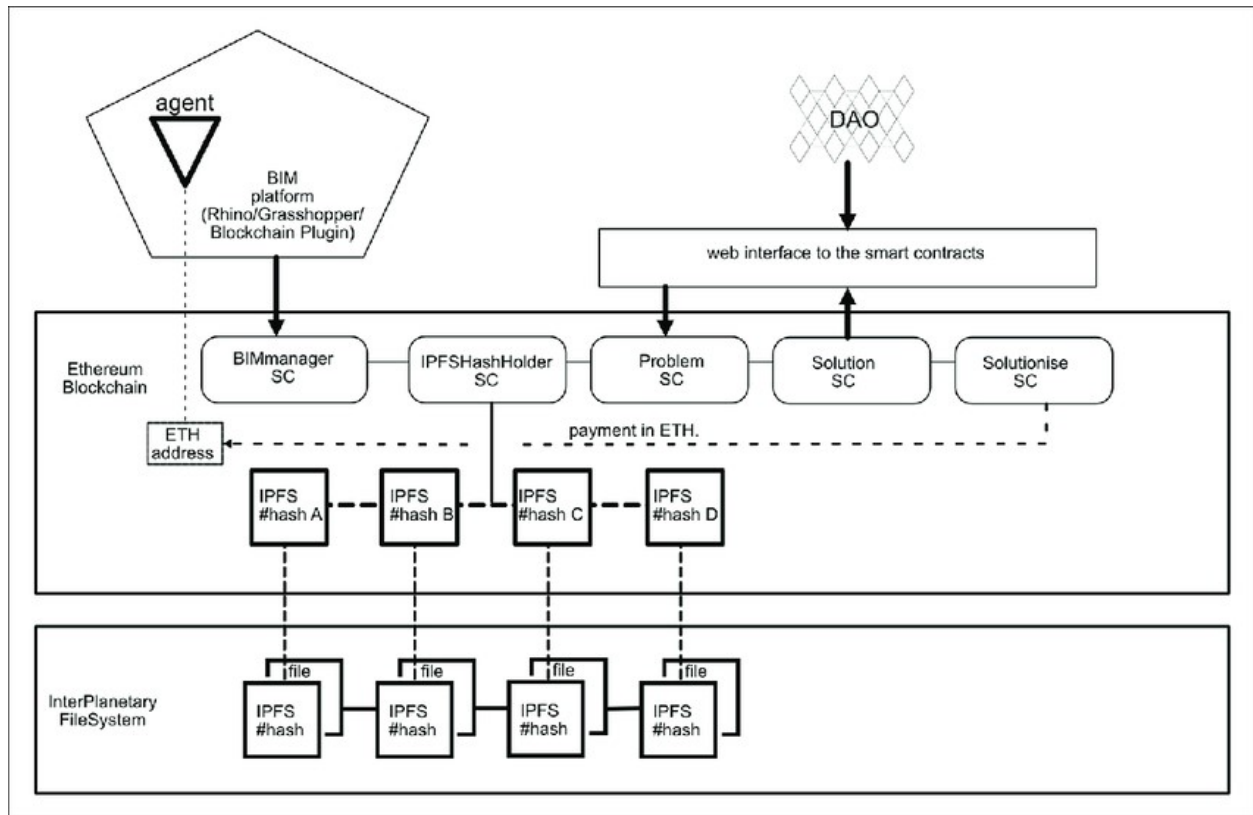 agent
BIM
platform
(Rhino/Grasshopper/
Blockchain Plugin)
DAO
web interface to the smart contracts
Ethereum
Blockchain
BIMmanager
SC
IPFSHashHolder
SC
Problem
SC
Solution
SC
Solutionise
SC
ETH
address
payment in ETH.
IPFS
#hash A
IPFS
#hash B
IPFS
#hash C
IPFS
#hash D
InterPlanetary
FileSystem
file
IPFS
#hash
file
IPFS
#hash
file
IPFS
#hash
file
IPFS
#hash